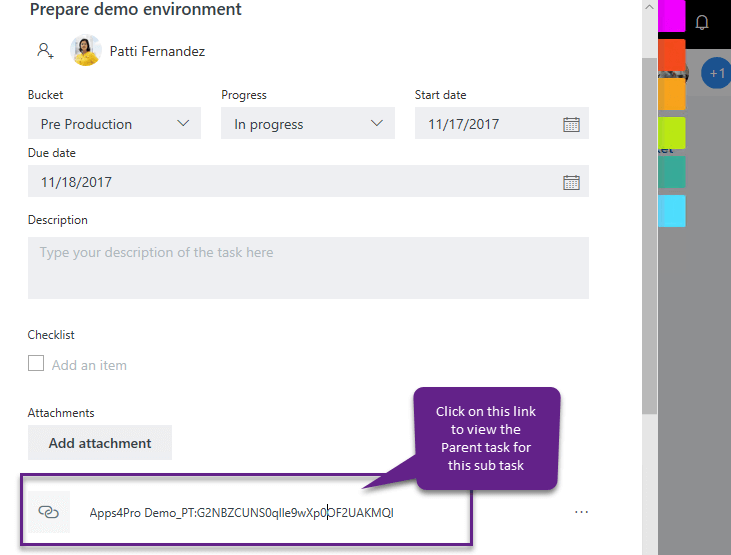 Prepare demo environment
Patti Fernandez
Bucket Progress Start date
Pre Production In progress 11/17/2017
Due date
11/18/2017
Description
Type your description of the task here
Checklist
Add an item
Attachments
Add attachment
Click on this link
to view the
Parent task for
this sub task
Apps4Pro Demo_PT:G2NBZCUNS0qlle9wXp0OF2UAKMQl
+1